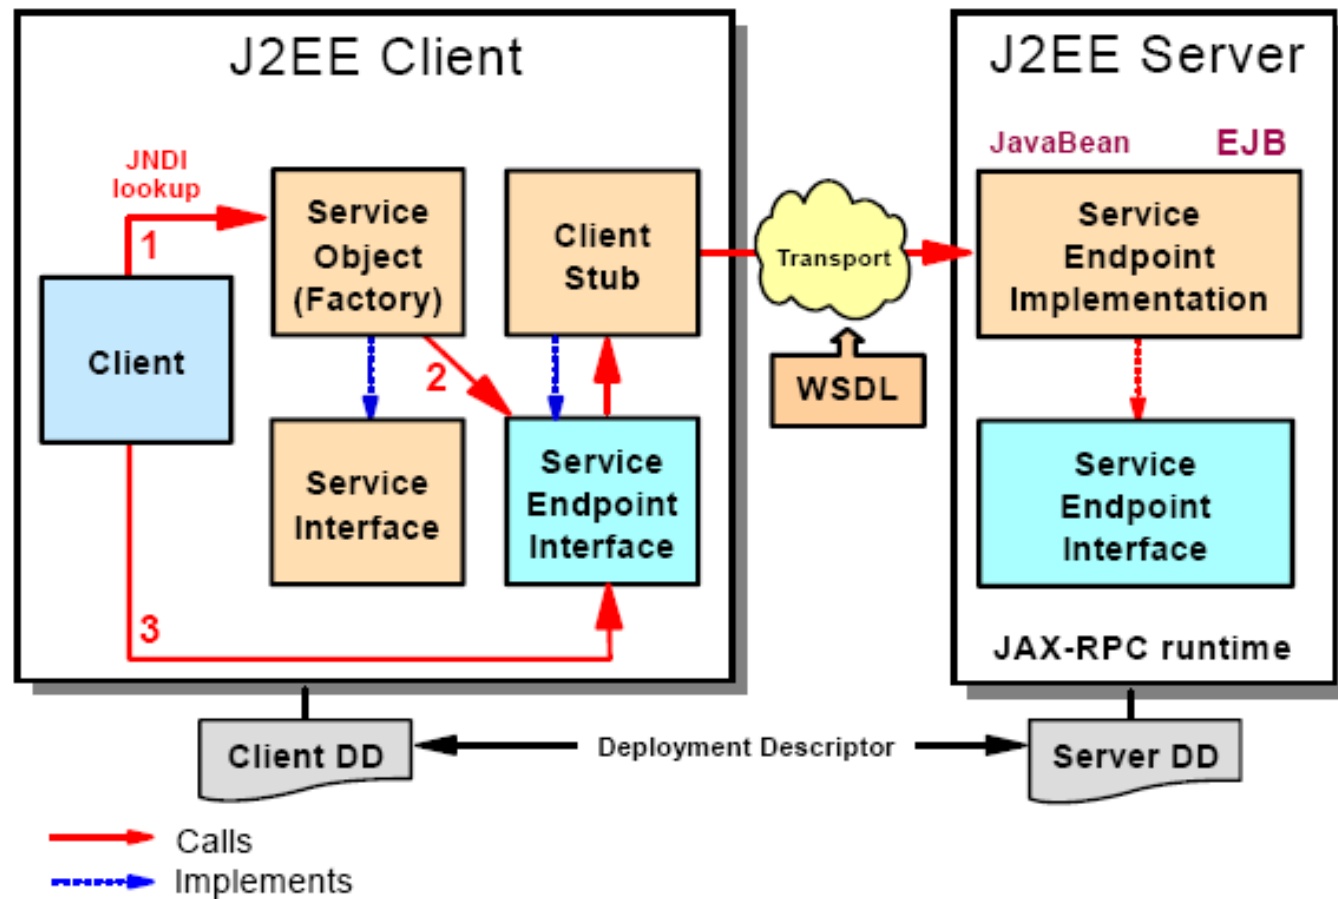 J2EE Client
J2EE Server
JNDI
lookup
JavaBean
EJB
1
Service
Object
(Factory)
Client
Stub
Transport
Service
Endpoint
Implementation
Client
2
WSDL
Service
Interface
Service
Endpoint
Interface
Service
Endpoint
Interface
3
JAX-RPC runtime
Client DD
Deployment Descriptor
Server DD
Calls
Implements